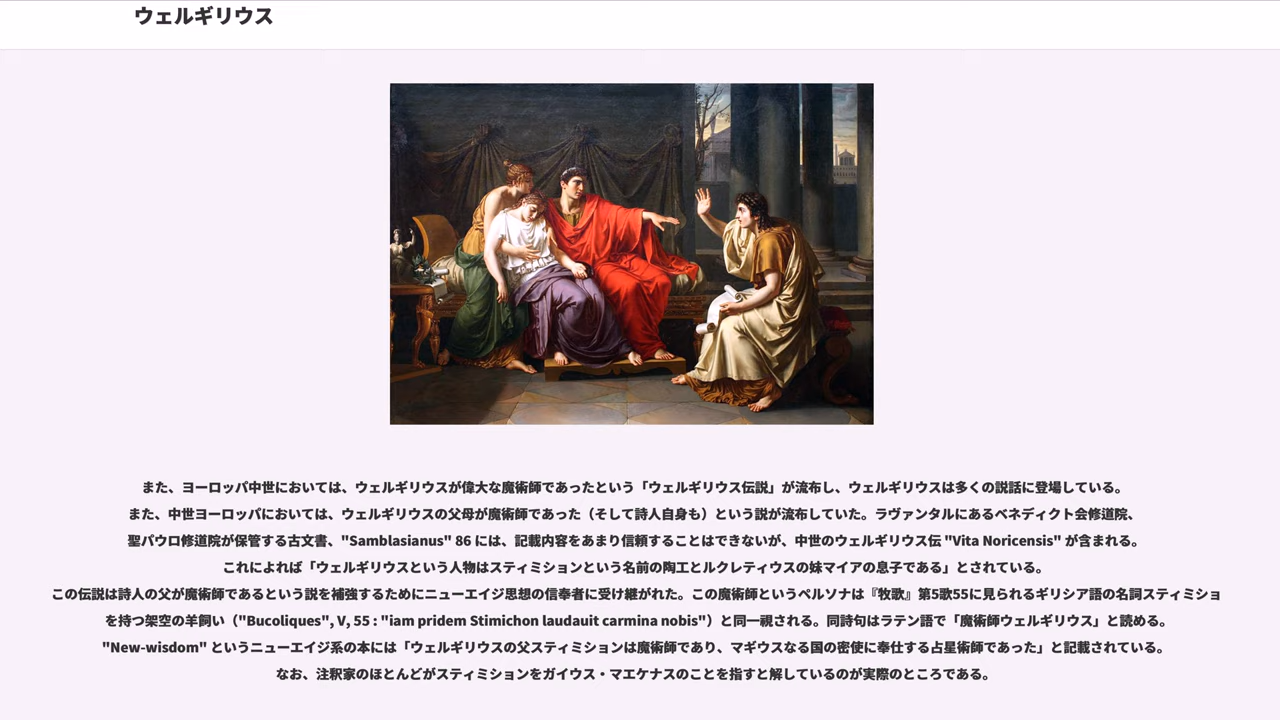 ウェルギリウス
また、ヨーロッパ中世においては、ウェルギリウスが偉大な魔術師であったという「ウェルギリウス伝説」が流布し、ウェルギリウスは多くの説話に登場している。
また、中世ヨーロッパにおいては、ウェルギリウスの父母が魔術師であった（そして詩人自身も）という説が流布していた。ラヴァンタルにあるベネディクト会修道院、
聖パウロ修道院が保管する古文書、"Samblasianus" 86 には、記載内容をあまり信頼することはできないが、中世のウェルギリウス伝 "Vita Noricensis" が含まれる。
これによれば「ウェルギリウスという人物はスティミションという名前の陶工とルクレティウスの妹マイアの息子である」とされている。
この伝説は詩人の父が魔術師であるという説を補強するためにニューエイジ思想の信奉者に受け継がれた。この魔術師というペルソナは『牧歌』第5歌55に見られるギリシア語の名詞スティミショ
を持つ架空の羊飼い（"Bucoliques", V, 55 : "iam pridem Stimichon laudauit carmina nobis"）と同一視される。同詩句はラテン語で「魔術師ウェルギリウス」と読める。
"New-wisdom" というニューエイジ系の本には「ウェルギリウスの父スティミションは魔術師であり、マギウスなる国の密使に奉仕する占星術師であった」と記載されている。
なお、注釈家のほとんどがスティミションをガイウス・マエケナスのことを指すと解しているのが実際のところである。